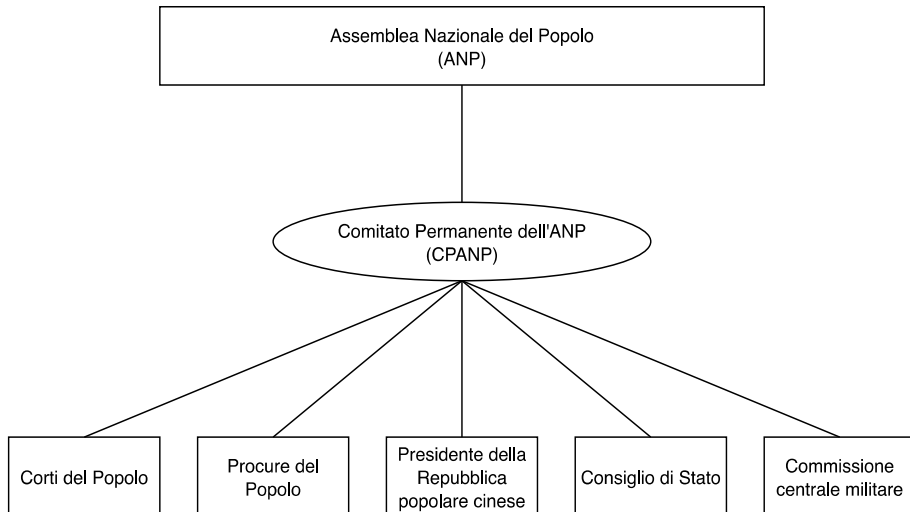 Assemblea Nazionale del Popolo
(ANP)
Comitato Permanente dell'ANP
(CPANP)
Corti del Popolo
Procure del
Popolo
Presidente della
Repubblica
popolare cinese
Consiglio di Stato
Commissione
centrale militare